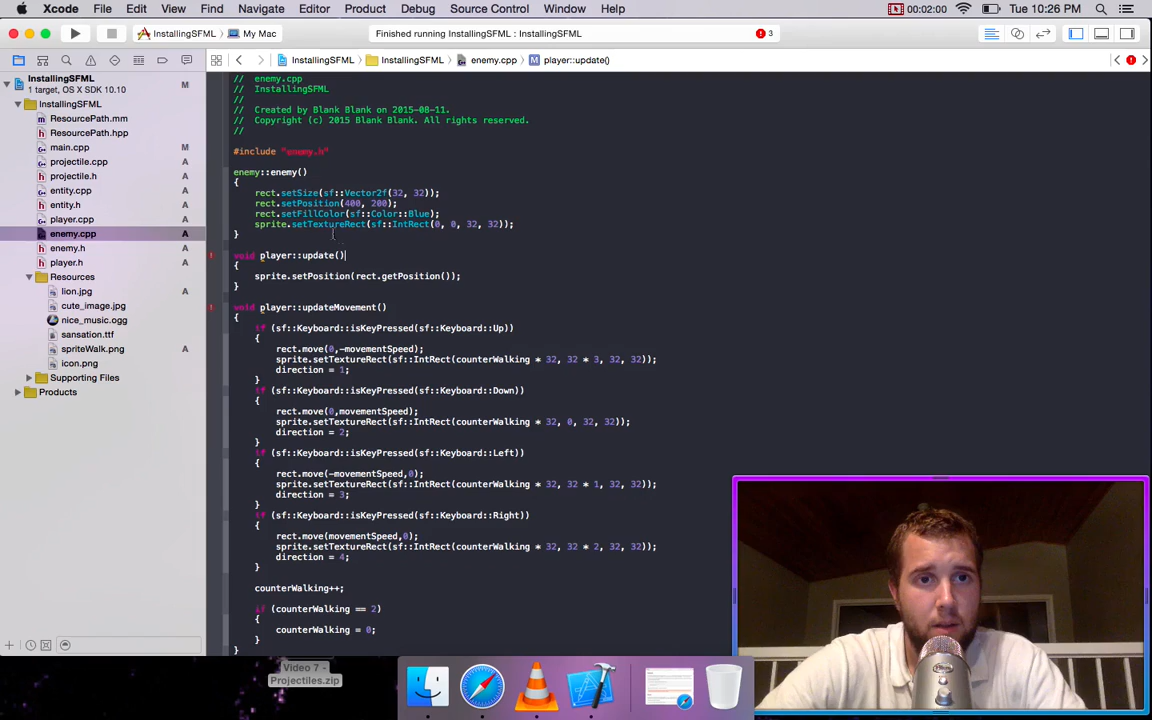 Xcode File Edit View Find Navigate Editor Product Debug Source Control Window Help 00:02:00 Tue 10:26 PM
InstallingSFML My Mac Finished running InstallingSFML : InstallingSFML 3
InstallingSFML InstallingSFML enemy.cpp M player::update()
InstallingSFML M
1 target, OS X SDK 10.10
InstallingSFML
ResourcePath.mm
ResourcePath.hpp
main.cpp M
projectile.cpp A
projectile.h A
entity.cpp A
entity.h A
player.cpp A
enemy.cpp A
enemy.h A
player.h A
Resources
lion.jpg A
cute_image.jpg
nice_music.ogg
sansation.ttf
spriteWalk.png A
icon.png
Supporting Files
Products
// enemy.cpp
// InstallingSFML
//
// Created by Blank Blank on 2015-08-11.
// Copyright (c) 2015 Blank Blank. All rights reserved.
//
#include "enemy.h"
enemy::enemy()
{
rect.setSize(sf::Vector2f(32, 32));
rect.setPosition(400, 200);
rect.setFillColor(sf::Color::Blue);
sprite.setTextureRect(sf::IntRect(0, 0, 32, 32));
}
void player::update()
{
sprite.setPosition(rect.getPosition());
}
void player::updateMovement()
{
if (sf::Keyboard::isKeyPressed(sf::Keyboard::Up))
{
rect.move(0,-movementSpeed);
sprite.setTextureRect(sf::IntRect(counterWalking * 32, 32 * 3, 32, 32));
direction = 1;
}
if (sf::Keyboard::isKeyPressed(sf::Keyboard::Down))
{
rect.move(0,movementSpeed);
sprite.setTextureRect(sf::IntRect(counterWalking * 32, 0, 32, 32));
direction = 2;
}
if (sf::Keyboard::isKeyPressed(sf::Keyboard::Left))
{
rect.move(-movementSpeed,0);
sprite.setTextureRect(sf::IntRect(counterWalking * 32, 32 * 1, 32, 32));
direction = 3;
}
if (sf::Keyboard::isKeyPressed(sf::Keyboard::Right))
{
rect.move(movementSpeed,0);
sprite.setTextureRect(sf::IntRect(counterWalking * 32, 32 * 2, 32, 32));
direction = 4;
}
counterWalking++;
if (counterWalking == 2)
{
counterWalking = 0;
}
}
Video 7 -
Projectiles.zip